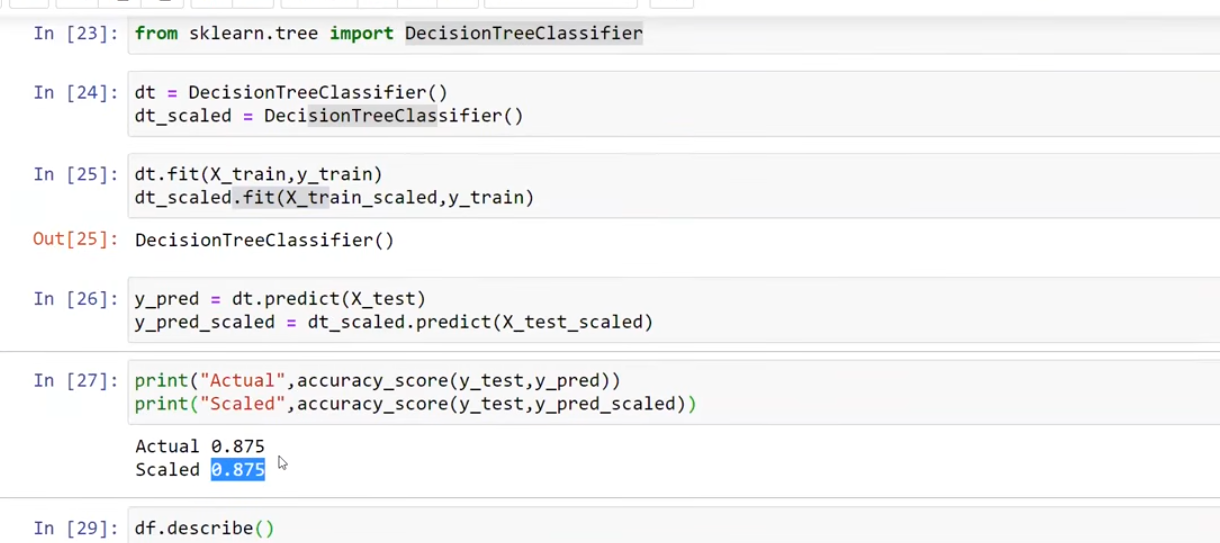 In [23]: from sklearn.tree import DecisionTreeClassifier
In [24]: dt = DecisionTreeClassifier()
dt_scaled = DecisionTreeClassifier()
In [25]: dt.fit(X_train,y_train)
dt_scaled.fit(X_train_scaled,y_train)
Out[25]: DecisionTreeClassifier()
In [26]: y_pred = dt.predict(X_test)
y_pred_scaled = dt_scaled.predict(X_test_scaled)
In [27]: print("Actual",accuracy_score(y_test,y_pred))
print("Scaled",accuracy_score(y_test,y_pred_scaled))
Actual 0.875
Scaled 0.875
In [29]: df.describe()